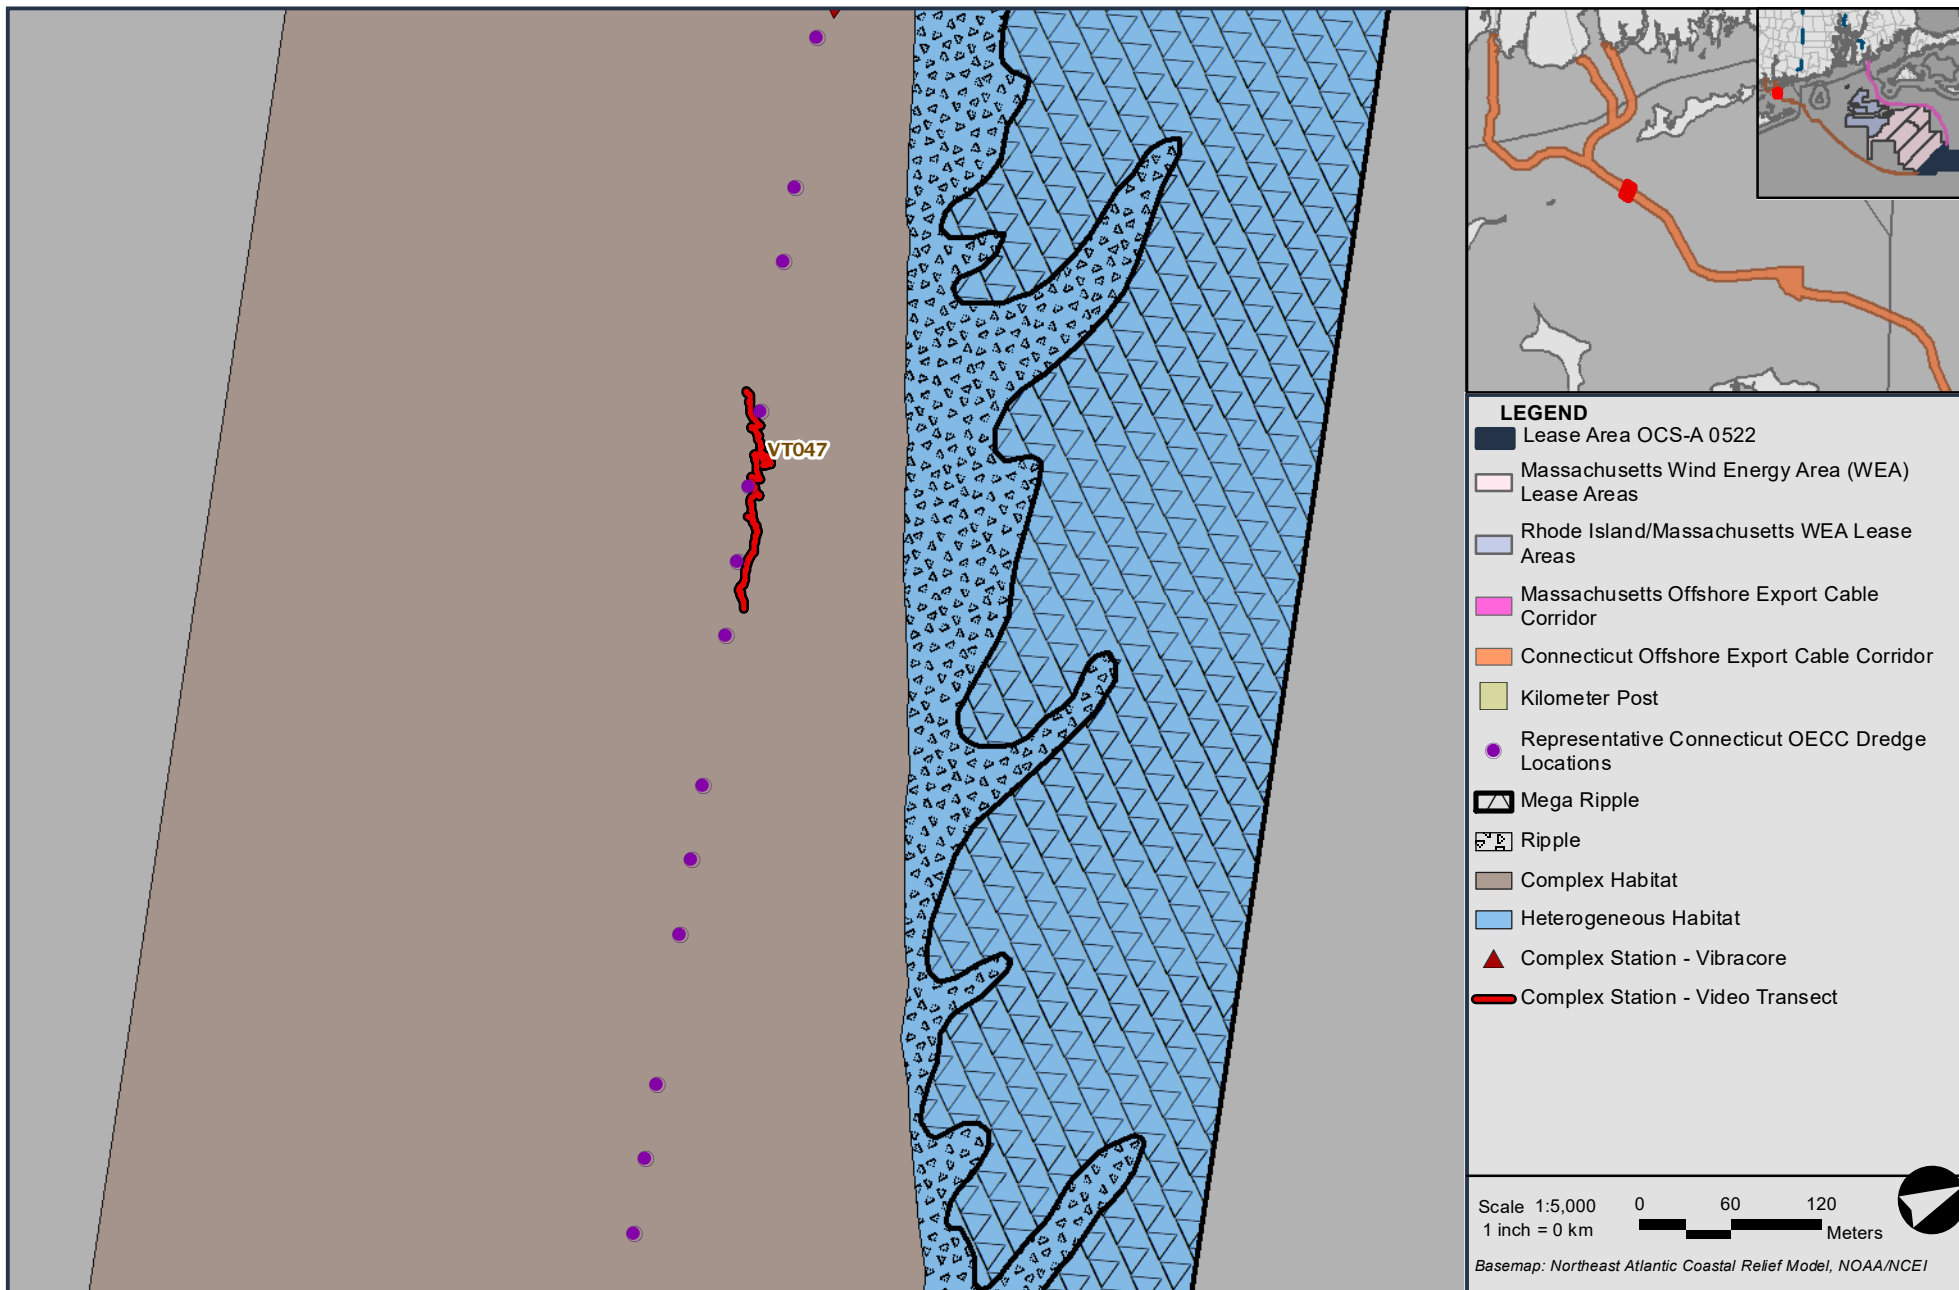 VT047
LEGEND
Lease Area OCS-A 0522
Massachusetts Wind Energy Area (WEA)
Lease Areas
Rhode Island/Massachusetts WEA Lease
Areas
Massachusetts Offshore Export Cable
Corridor
Connecticut Offshore Export Cable Corridor
Kilometer Post
Representative Connecticut OECC Dredge
Locations
Mega Ripple
Ripple
Complex Habitat
Heterogeneous Habitat
Complex Station - Vibracore
Complex Station - Video Transect
Scale 1:5,000
1 inch = 0 km
0 60 120
Meters
Basemap: Northeast Atlantic Coastal Relief Model, NOAA/NCEI